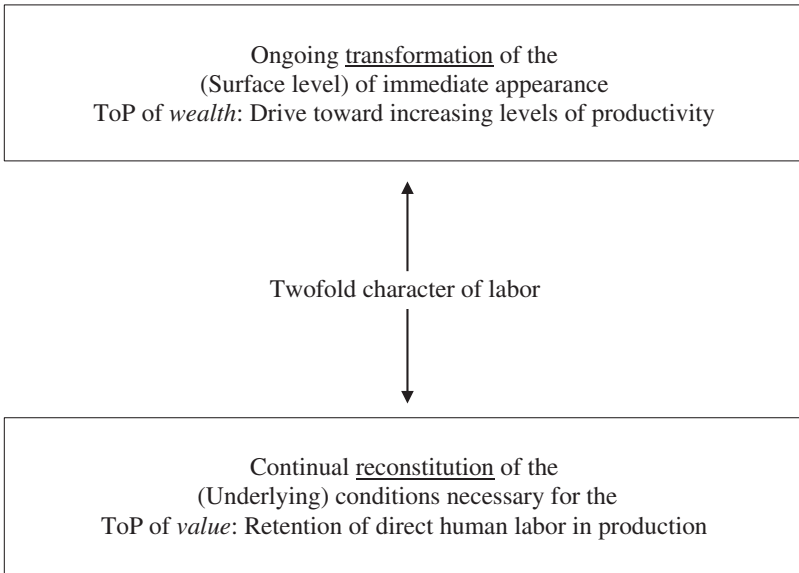 Ongoing transformation of the
(Surface level) of immediate appearance
ToP of wealth: Drive toward increasing levels of productivity
Twofold character of labor
Continual reconstitution of the
(Underlying) conditions necessary for the
ToP of value: Retention of direct human labor in production